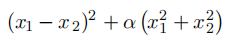 (x₁ − x₂)² + α (x₁² + x₂²)